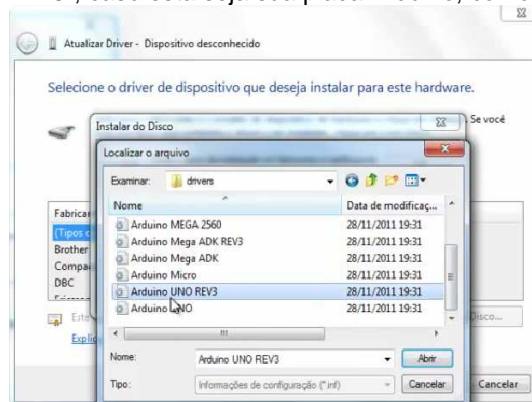 Atualizar Driver - Dispositivo desconhecido
Selecione o driver de dispositivo que deseja instalar para este hardware.
Instalar do Disco
Se você
Localizar o arquivo
Examinar: drivers
Nome Data de modificaç...
Fabrica
Arduino MEGA 2560 28/11/2011 19:31
(Tipos
Arduino Mega ADK REV3 28/11/2011 19:31
Brother
Arduino Mega ADK 28/11/2011 19:31
Compa
Arduino Micro 28/11/2011 19:31
DBC
Arduino UNO REV3 28/11/2011 19:31
Arduino UNO 28/11/2011 19:31
Este
Disco...
Explic
Nome: Arduino UNO REV3 Abrir
Tipo: Informações de configuração (*.inf) Cancelar
Cancelar